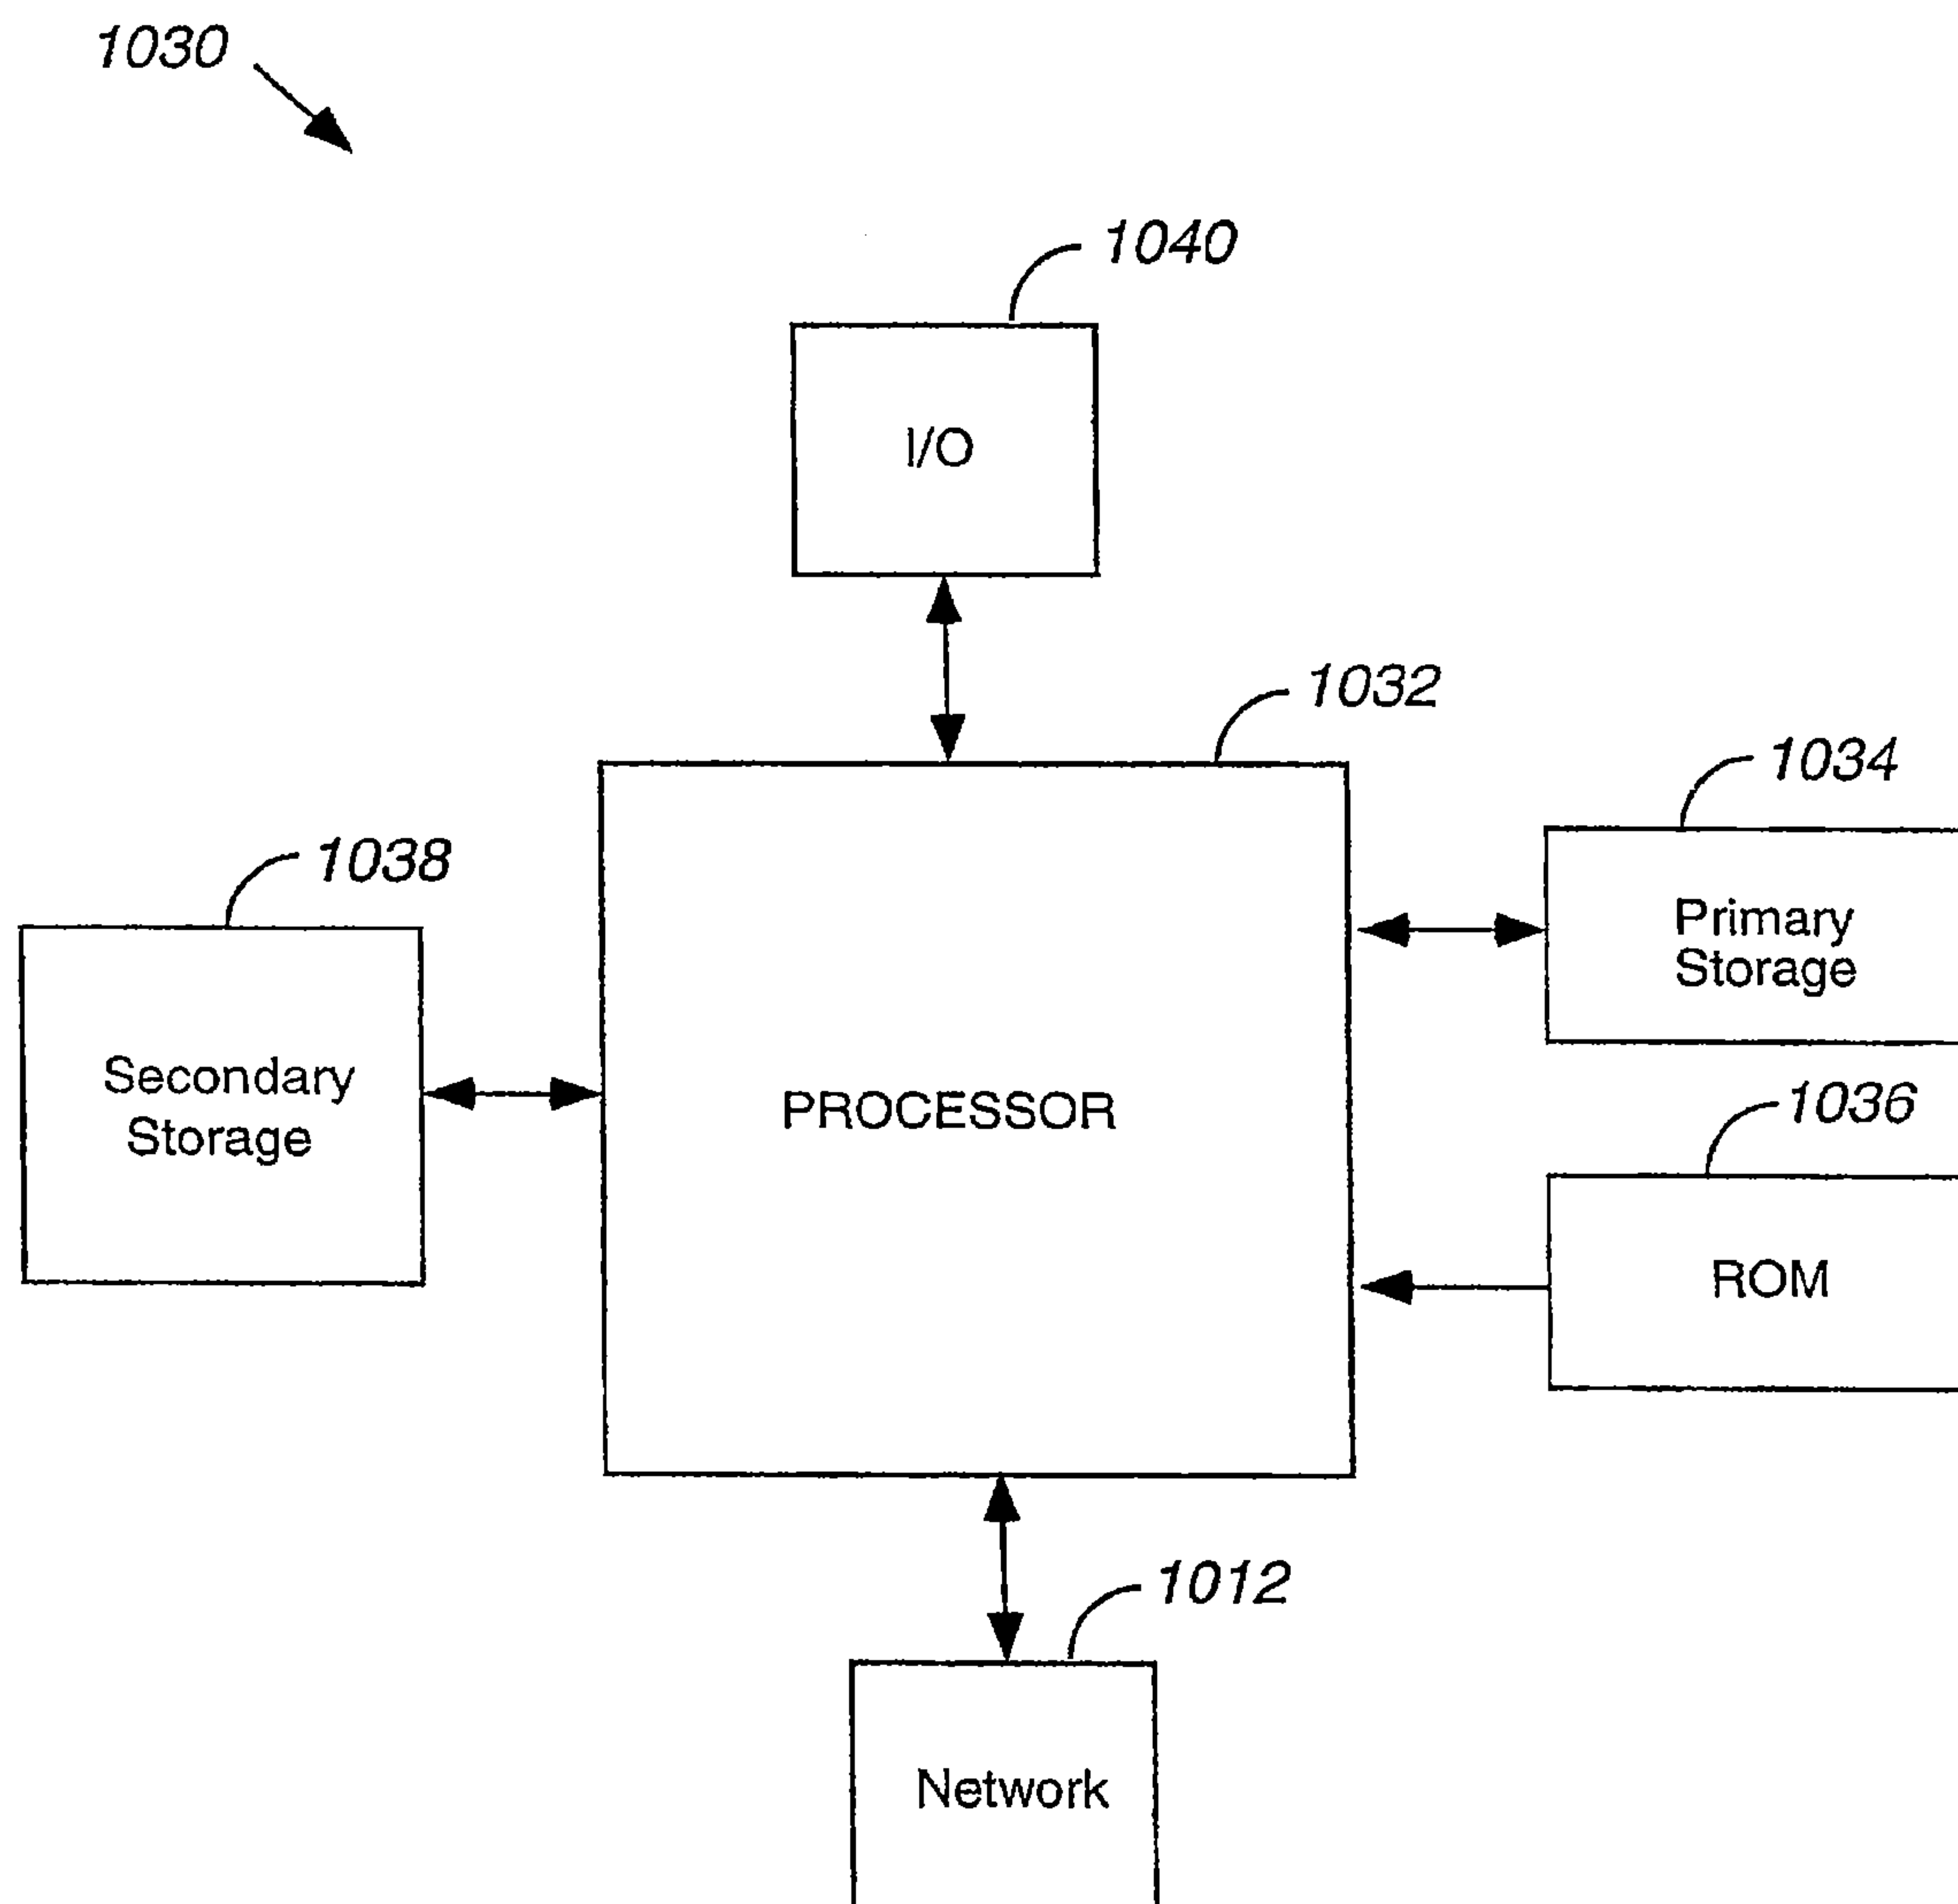 1030
1040
I/O
1032
1034
1038
Primary
Storage
Secondary
Storage
PROCESSOR
1036
ROM
1012
Network